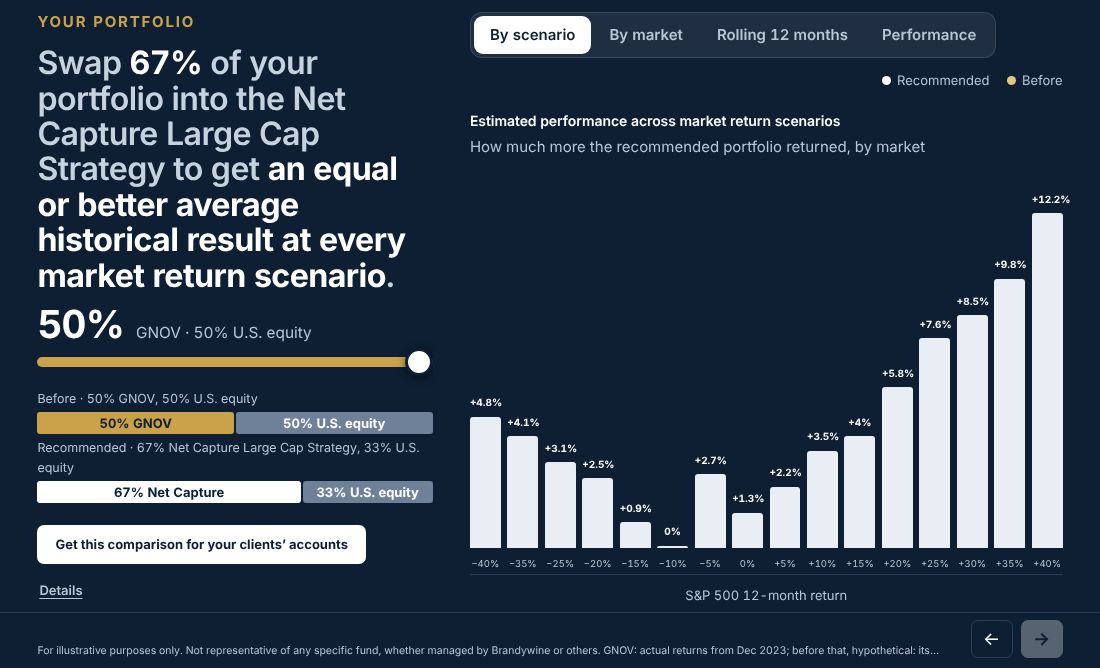 YOUR PORTFOLIO
Swap 67% of your
portfolio into the Net
Capture Large Cap
Strategy to get an equal
or better average
historical result at every
market return scenario.
50% GNOV · 50% U.S. equity
Before · 50% GNOV, 50% U.S. equity
50% GNOV 50% U.S. equity
Recommended · 67% Net Capture Large Cap Strategy, 33% U.S.
equity
67% Net Capture 33% U.S. equity
Get this comparison for your clients’ accounts
Details
By scenario By market Rolling 12 months Performance
Recommended Before
Estimated performance across market return scenarios
How much more the recommended portfolio returned, by market
+4.8% +4.1% +3.1% +2.5% +0.9% 0% +2.7% +1.3% +2.2% +3.5% +4% +5.8% +7.6% +8.5% +9.8% +12.2%
−40% −35% −25% −20% −15% −10% −5% 0% +5% +10% +15% +20% +25% +30% +35% +40%
S&P 500 12-month return
For illustrative purposes only. Not representative of any specific fund, whether managed by Brandywine or others. GNOV: actual returns from Dec 2023; before that, hypothetical: its…
← →